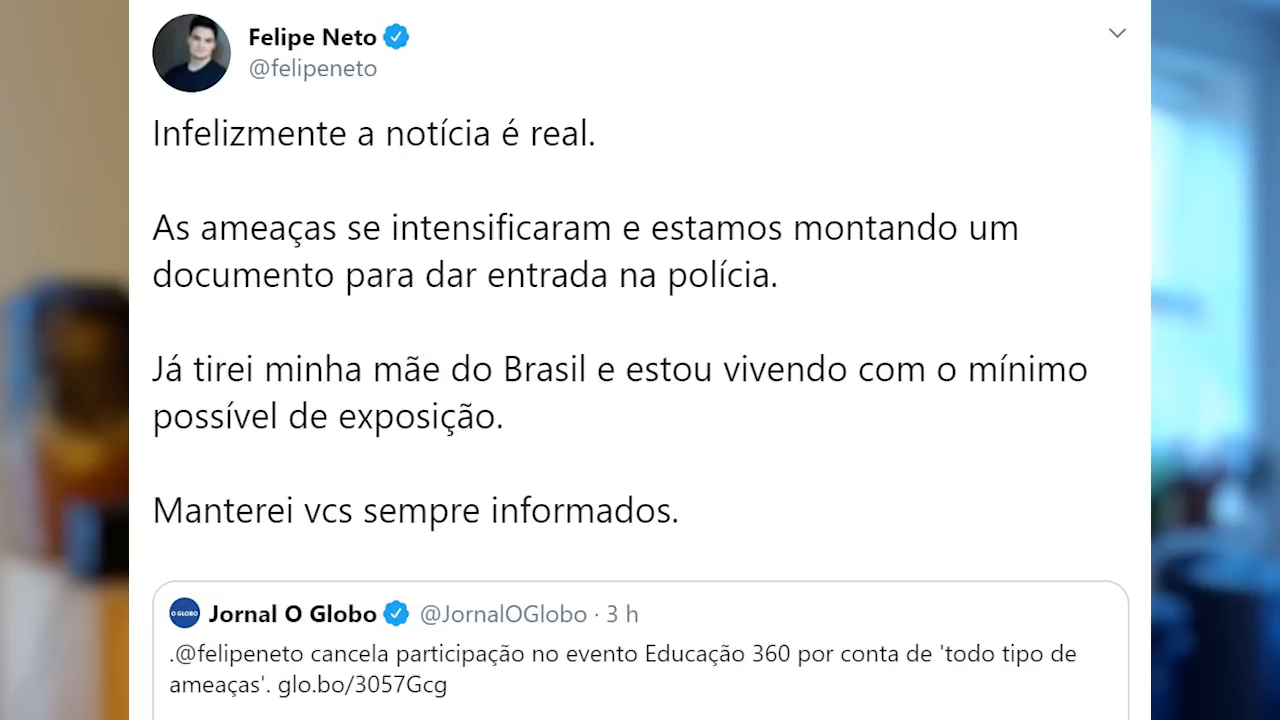 Felipe Neto
@felipeneto
Infelizmente a notícia é real.
As ameaças se intensificaram e estamos montando um
documento para dar entrada na polícia.
Já tirei minha mãe do Brasil e estou vivendo com o mínimo
possível de exposição.
Manterei vcs sempre informados.
O GLOBO Jornal O Globo @JornalOGlobo · 3 h
.@felipeneto cancela participação no evento Educação 360 por conta de 'todo tipo de
ameaças'. glo.bo/3057Gcg